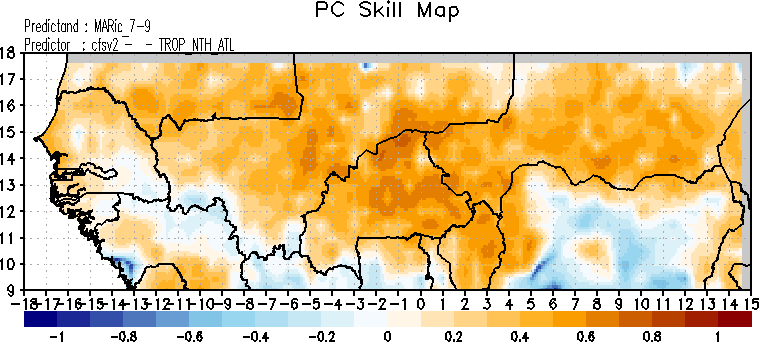 PC Skill Map
Predictand : MARic_7-9
Predictor : cfsv2_- - TROP_NTH_ATL
18
17
16
15
14
13
12
11
10
9
-18 -17 -16 -15 -14 -13 -12 -11 -10 -9 -8 -7 -6 -5 -4 -3 -2 -1 0 1 2 3 4 5 6 7 8 9 10 11 12 13 14 15
-1 -0.8 -0.6 -0.4 -0.2 0 0.2 0.4 0.6 0.8 1